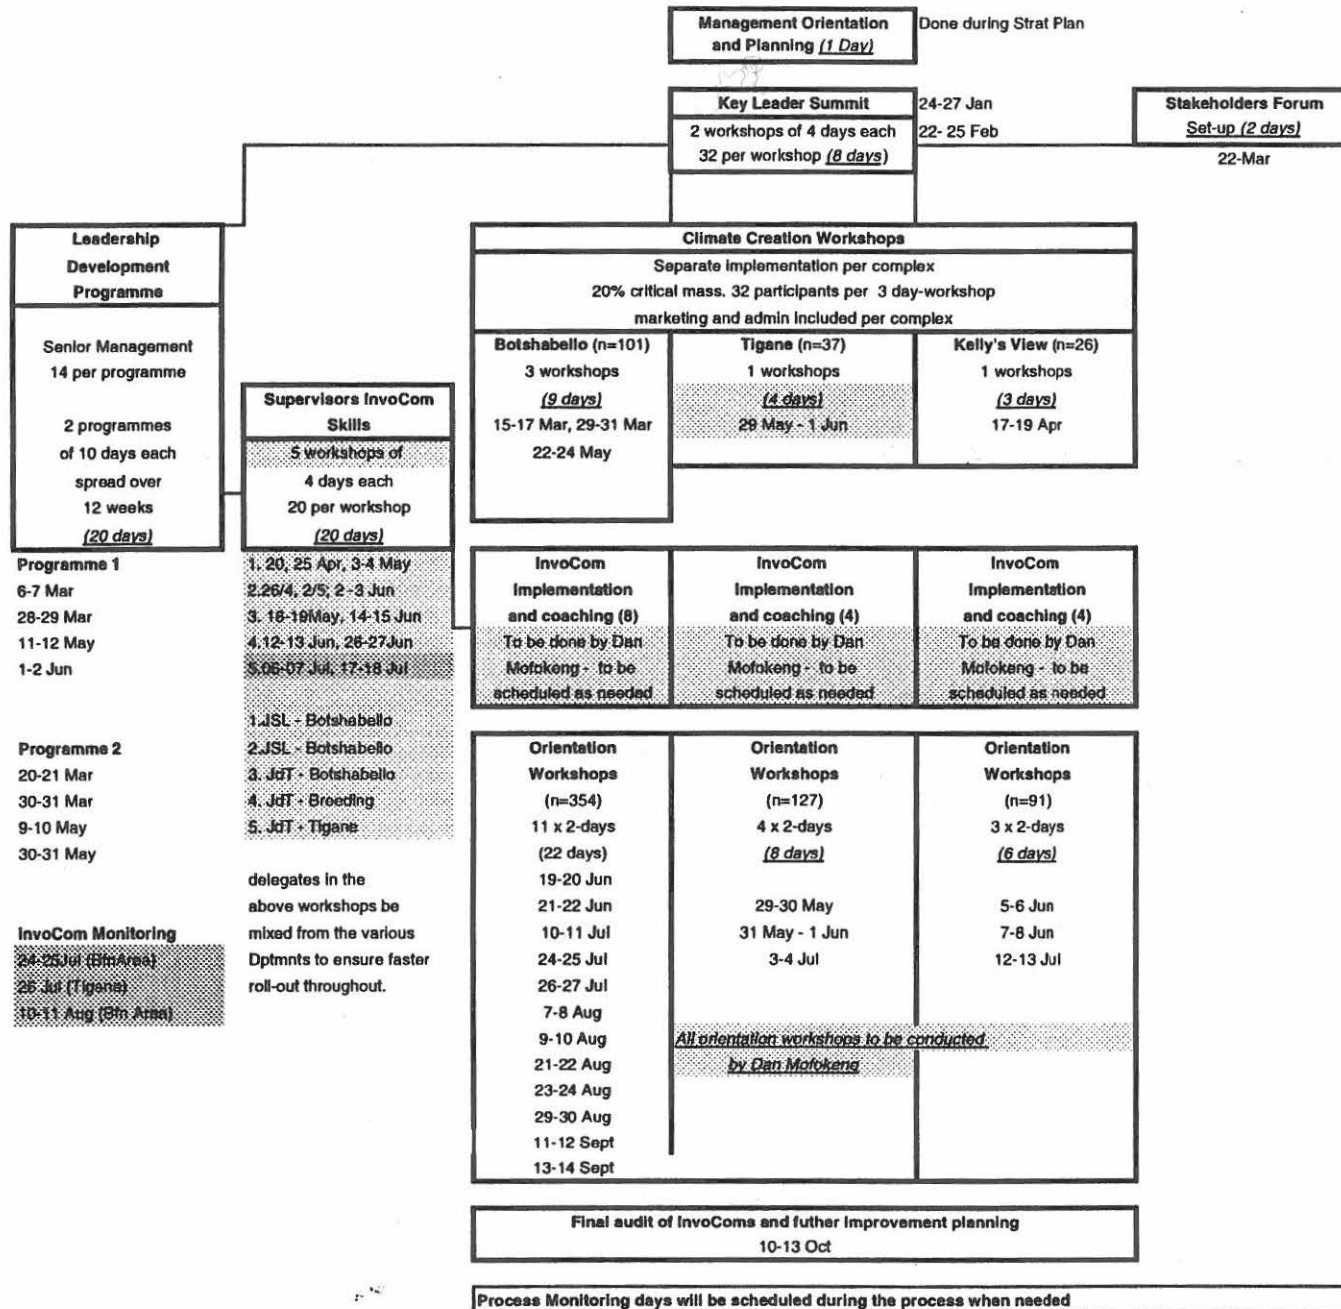 Management Orientation
and Planning (1 Day)
Done during Strat Plan
Key Leader Summit
2 workshops of 4 days each
32 per workshop (8 days)
24-27 Jan
22- 25 Feb
Stakeholders Forum
Set-up (2 days)
22-Mar
Leadership
Development
Programme
Senior Management
14 per programme
2 programmes
of 10 days each
spread over
12 weeks
(20 days)
Programme 1
6-7 Mar
28-29 Mar
11-12 May
1-2 Jun
Programme 2
20-21 Mar
30-31 Mar
9-10 May
30-31 May
InvoCom Monitoring
24-25Jul (BfnArea)
26 Jul (Tigane)
10-11 Aug (Bfn Area)
Supervisors InvoCom
Skills
5 workshops of
4 days each
20 per workshop
(20 days)
1. 20, 25 Apr, 3-4 May
2.26/4, 2/5; 2 -3 Jun
3. 18-19May, 14-15 Jun
4.12-13 Jun, 26-27Jun
5.06-07 Jul, 17-18 Jul
1.JSL - Botshabello
2.JSL - Botshabello
3. JdT - Botshabello
4. JdT - Breeding
5. JdT - Tigane
delegates in the
above workshops be
mixed from the various
Dptmnts to ensure faster
roll-out throughout.
Climate Creation Workshops
Separate implementation per complex
20% critical mass. 32 participants per 3 day-workshop
marketing and admin included per complex
Botshabello (n=101)
3 workshops
(9 days)
15-17 Mar, 29-31 Mar
22-24 May
Tigane (n=37)
1 workshops
(4 days)
29 May - 1 Jun
Kelly's View (n=26)
1 workshops
(3 days)
17-19 Apr
InvoCom
Implementation
and coaching (8)
To be done by Dan
Mofokeng - to be
scheduled as needed
InvoCom
Implementation
and coaching (4)
To be done by Dan
Mofokeng - to be
scheduled as needed
InvoCom
Implementation
and coaching (4)
To be done by Dan
Mofokeng - to be
scheduled as needed
Orientation
Workshops
(n=354)
11 x 2-days
(22 days)
19-20 Jun
21-22 Jun
10-11 Jul
24-25 Jul
26-27 Jul
7-8 Aug
9-10 Aug
21-22 Aug
23-24 Aug
29-30 Aug
11-12 Sept
13-14 Sept
Orientation
Workshops
(n=127)
4 x 2-days
(8 days)
29-30 May
31 May - 1 Jun
3-4 Jul
Orientation
Workshops
(n=91)
3 x 2-days
(6 days)
5-6 Jun
7-8 Jun
12-13 Jul
All orientation workshops to be conducted
by Dan Mofokeng
Final audit of InvoComs and futher improvement planning
10-13 Oct
Process Monitoring days will be scheduled during the process when needed